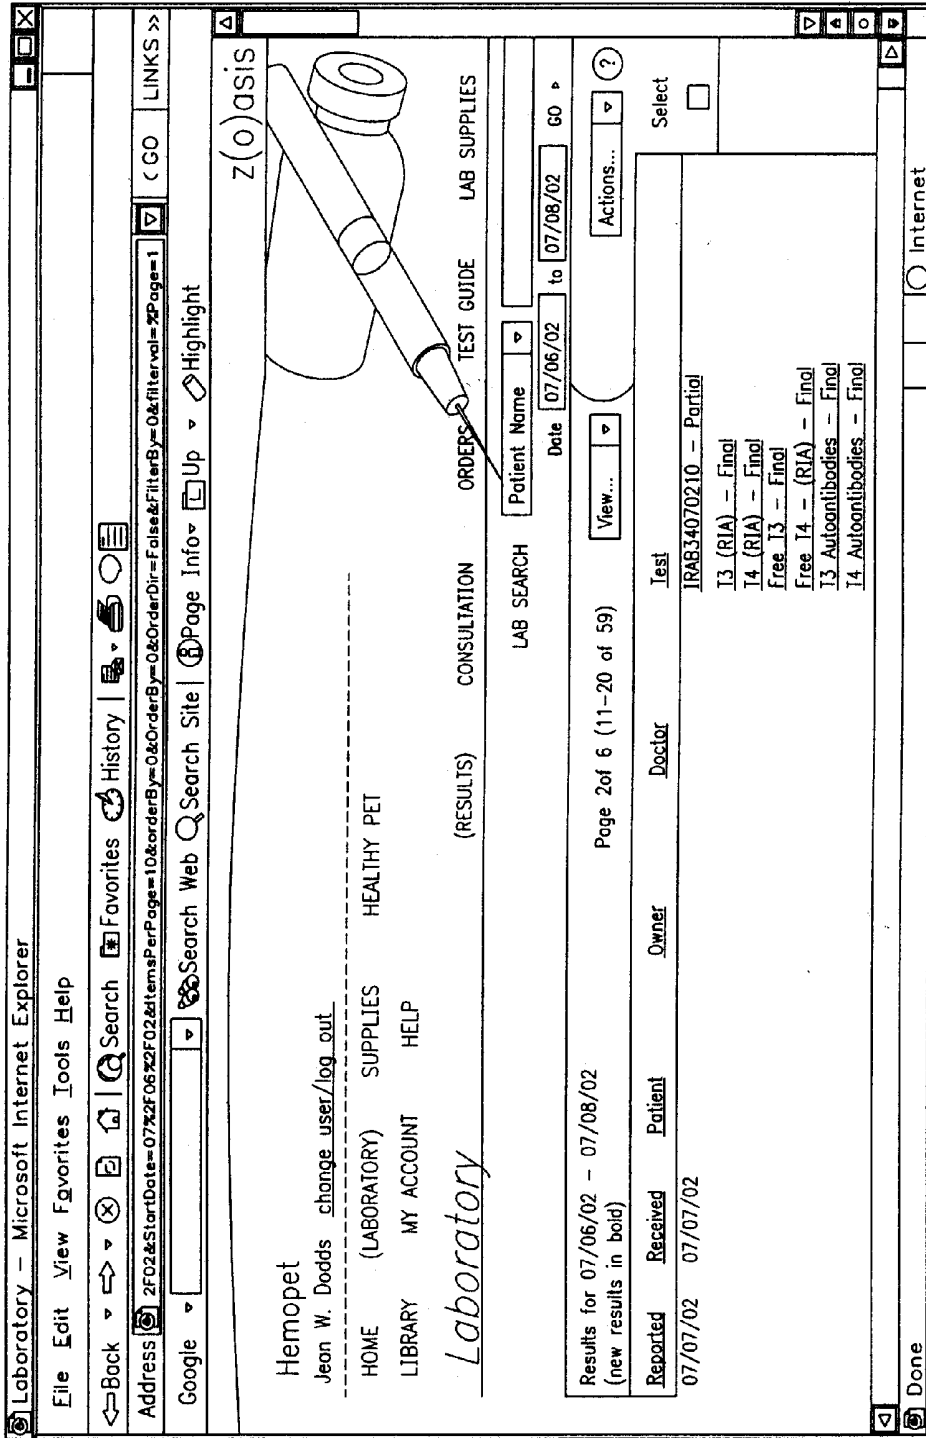 Laboratory – Microsoft Internet Explorer
File Edit View Favorites Tools Help
Back Search Favorites History
Address 2F02&StartDate=07%2F06%2F02&dtemsPerPage=10&orderBy=0&OrderBy=0&OrderDir=False&FilterBy=0&filterval=%Page=1 GO LINKS »
Google Search Web Search Site Page Info Up Highlight
Z(o)asis
Hemopet
Jean W. Dodds change user/log out
HOME (LABORATORY) SUPPLIES HEALTHY PET
LIBRARY MY ACCOUNT HELP
Laboratory (RESULTS) CONSULTATION ORDERS TEST GUIDE LAB SUPPLIES
LAB SEARCH Patient Name
Date 07/06/02 to 07/08/02 GO
Results for 07/06/02 – 07/08/02 Page 2of 6 (11–20 of 59) View... Actions... ?
(new results in bold)
Reported Received Patient Owner Doctor Test Select
07/07/02 07/07/02 IRAB34070210 – Partial
T3 (RIA) – Final
T4 (RIA) – Final
Free T3 – Final
Free T4 – (RIA) – Final
T3 Autoantibodies – Final
T4 Autoantibodies – Final
Done Internet